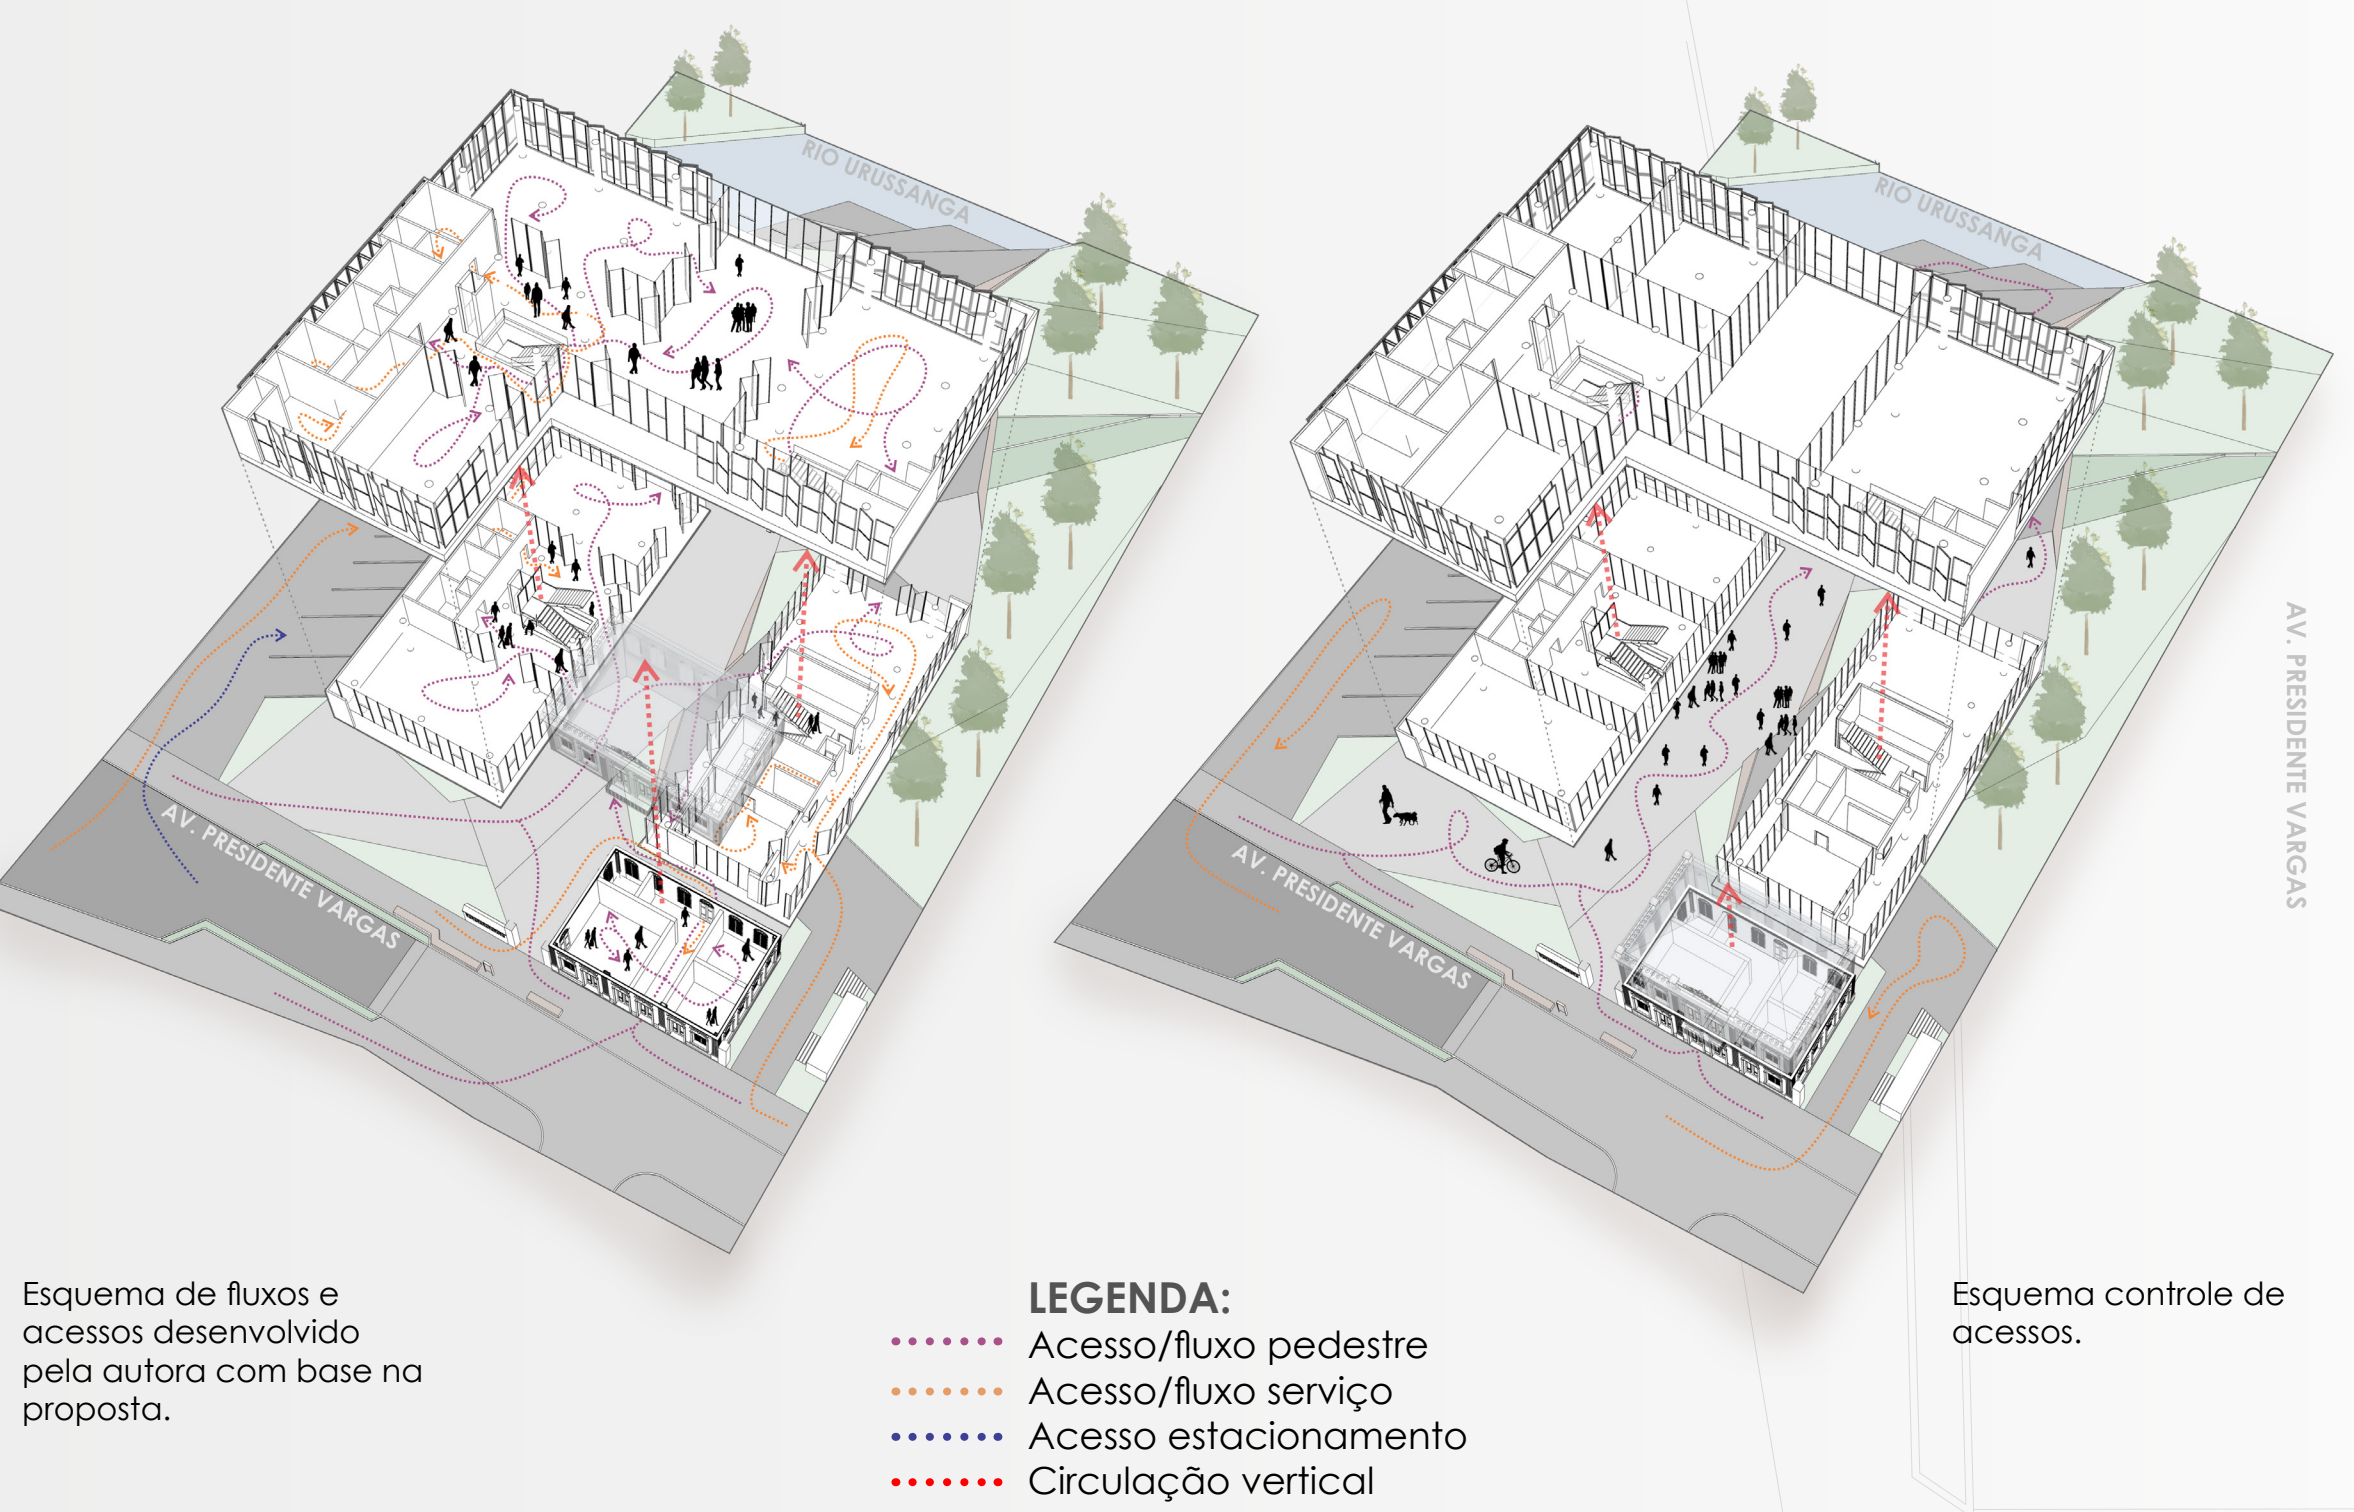 RIO URUSSANGA
RIO URUSSANGA
AV. PRESIDENTE VARGAS
AV. PRESIDENTE VARGAS
AV. PRESIDENTE VARGAS
Esquema de fluxos e
acessos desenvolvido
pela autora com base na
proposta.
LEGENDA:
Acesso/fluxo pedestre
Acesso/fluxo serviço
Acesso estacionamento
Circulação vertical
Esquema controle de
acessos.